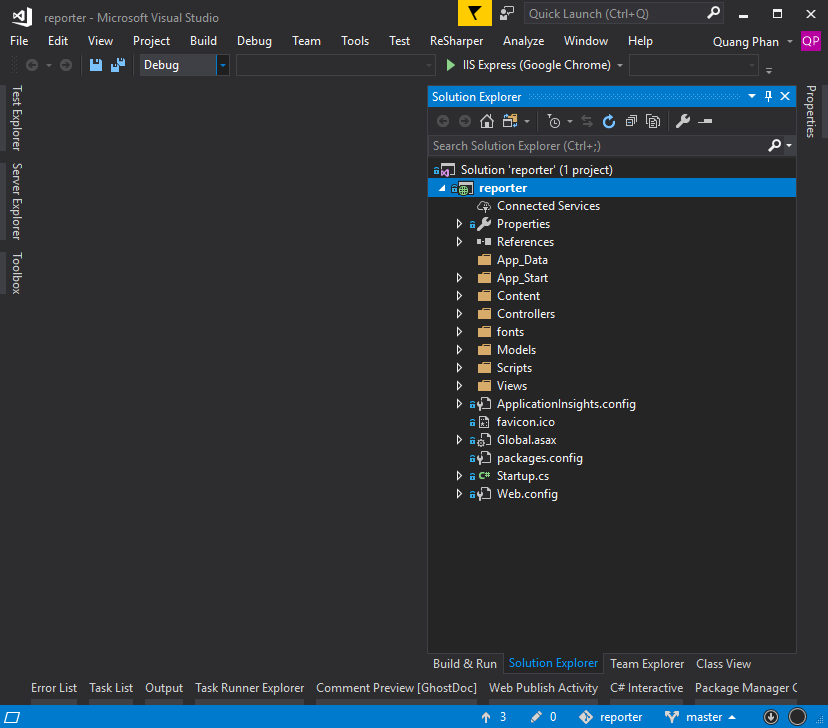 reporter - Microsoft Visual Studio
Quick Launch (Ctrl+Q)
File Edit View Project Build Debug Team Tools Test ReSharper Analyze Window Help Quang Phan QP
Debug IIS Express (Google Chrome)
Test Explorer
Server Explorer
Toolbox
Solution Explorer
Search Solution Explorer (Ctrl+;)
Solution 'reporter' (1 project)
reporter
Connected Services
Properties
References
App_Data
App_Start
Content
Controllers
fonts
Models
Scripts
Views
ApplicationInsights.config
favicon.ico
Global.asax
packages.config
C# Startup.cs
Web.config
Properties
Build & Run Solution Explorer Team Explorer Class View
Error List Task List Output Task Runner Explorer Comment Preview [GhostDoc] Web Publish Activity C# Interactive Package Manager C
3 0 reporter master